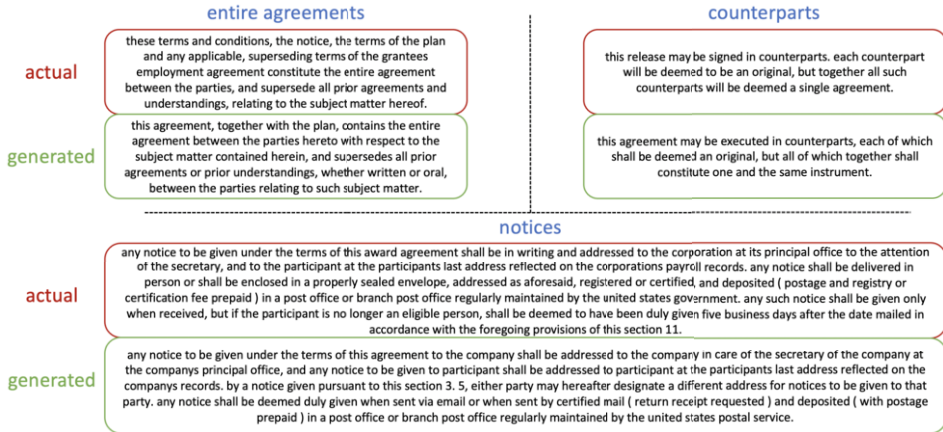 entire agreements
counterparts
actual
these terms and conditions, the notice, the terms of the plan
and any applicable, superseding terms of the grantees
employment agreement constitute the entire agreement
between the parties, and supersede all prior agreements and
understandings, relating to the subject matter hereof.
this release may be signed in counterparts. each counterpart
will be deemed to be an original, but together all such
counterparts will be deemed a single agreement.
generated
this agreement, together with the plan, contains the entire
agreement between the parties hereto with respect to the
subject matter contained herein, and supersedes all prior
agreements or prior understandings, whether written or oral,
between the parties relating to such subject matter.
this agreement may be executed in counterparts, each of which
shall be deemed an original, but all of which together shall
constitute one and the same instrument.
notices
actual
any notice to be given under the terms of this award agreement shall be in writing and addressed to the corporation at its principal office to the attention
of the secretary, and to the participant at the participants last address reflected on the corporations payroll records. any notice shall be delivered in
person or shall be enclosed in a properly sealed envelope, addressed as aforesaid, registered or certified, and deposited ( postage and registry or
certification fee prepaid ) in a post office or branch post office regularly maintained by the united states government. any such notice shall be given only
when received, but if the participant is no longer an eligible person, shall be deemed to have been duly given five business days after the date mailed in
accordance with the foregoing provisions of this section 11.
generated
any notice to be given under the terms of this agreement to the company shall be addressed to the company in care of the secretary of the company at
the companys principal office, and any notice to be given to participant shall be addressed to participant at the participants last address reflected on the
companys records. by a notice given pursuant to this section 3. 5, either party may hereafter designate a different address for notices to be given to that
party. any notice shall be deemed duly given when sent via email or when sent by certified mail ( return receipt requested ) and deposited ( with postage
prepaid ) in a post office or branch post office regularly maintained by the united states postal service.